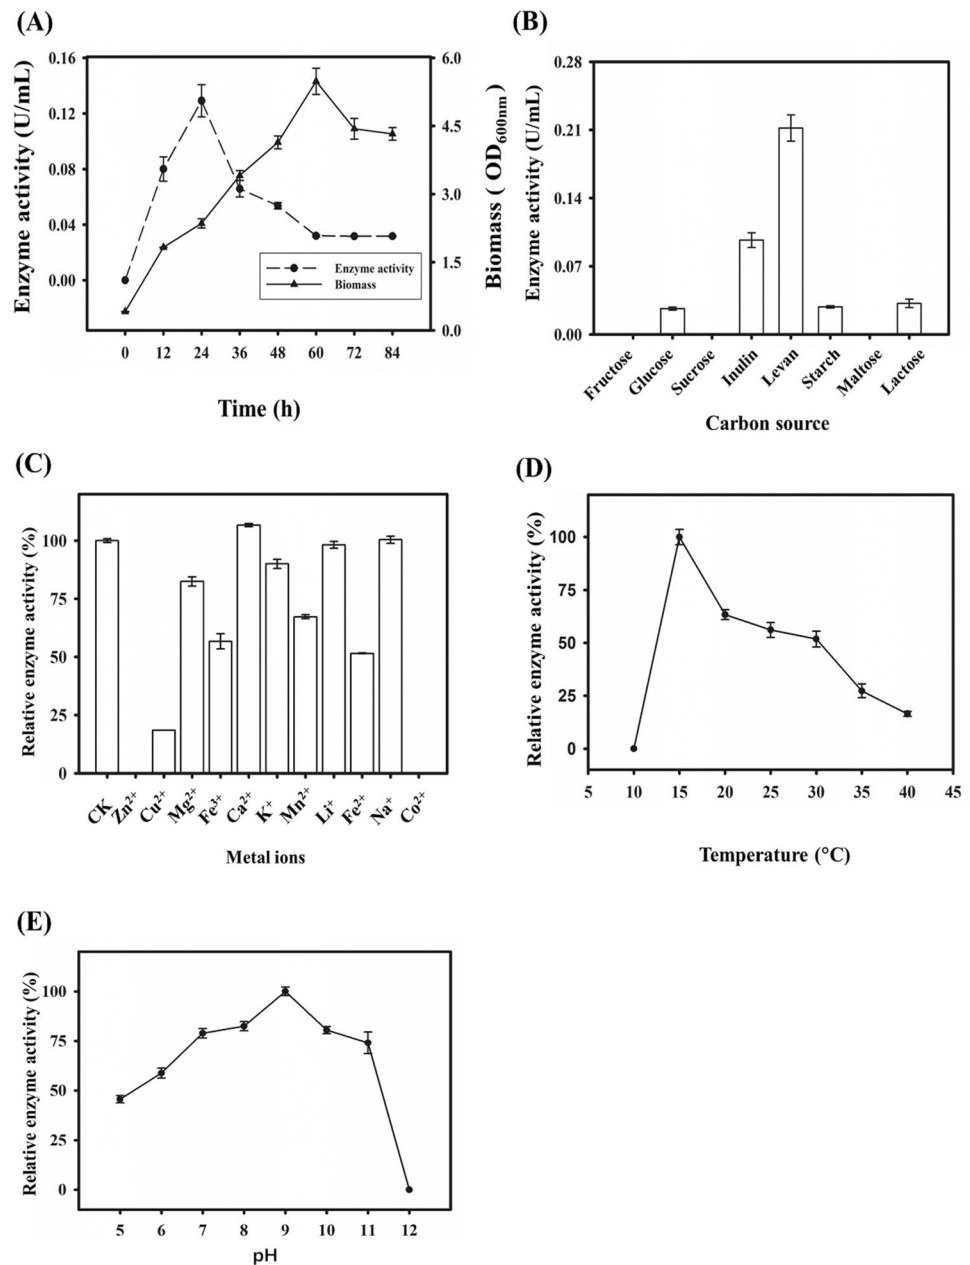 (A)
Enzyme activity (U/mL)
0.16
0.12
0.08
0.04
0.00
6.0
4.5
3.0
1.5
0.0
Biomass ( OD600nm)
Enzyme activity
Biomass
0 12 24 36 48 60 72 84
Time (h)
(B)
Enzyme activity (U/mL)
0.28
0.21
0.14
0.07
0.00
Fructose
Glucose
Sucrose
Inulin
Levan
Starch
Maltose
Lactose
Carbon source
(C)
Relative enzyme activity (%)
100
75
50
25
0
CK
Zn²⁺
Cu²⁺
Mg²⁺
Fe³⁺
Ca²⁺
K⁺
Mn²⁺
Li⁺
Fe²⁺
Na⁺
Co²⁺
Metal ions
(D)
Relative enzyme activity (%)
100
75
50
25
0
5 10 15 20 25 30 35 40 45
Temperature (°C)
(E)
Relative enzyme activity (%)
100
75
50
25
0
5 6 7 8 9 10 11 12
pH